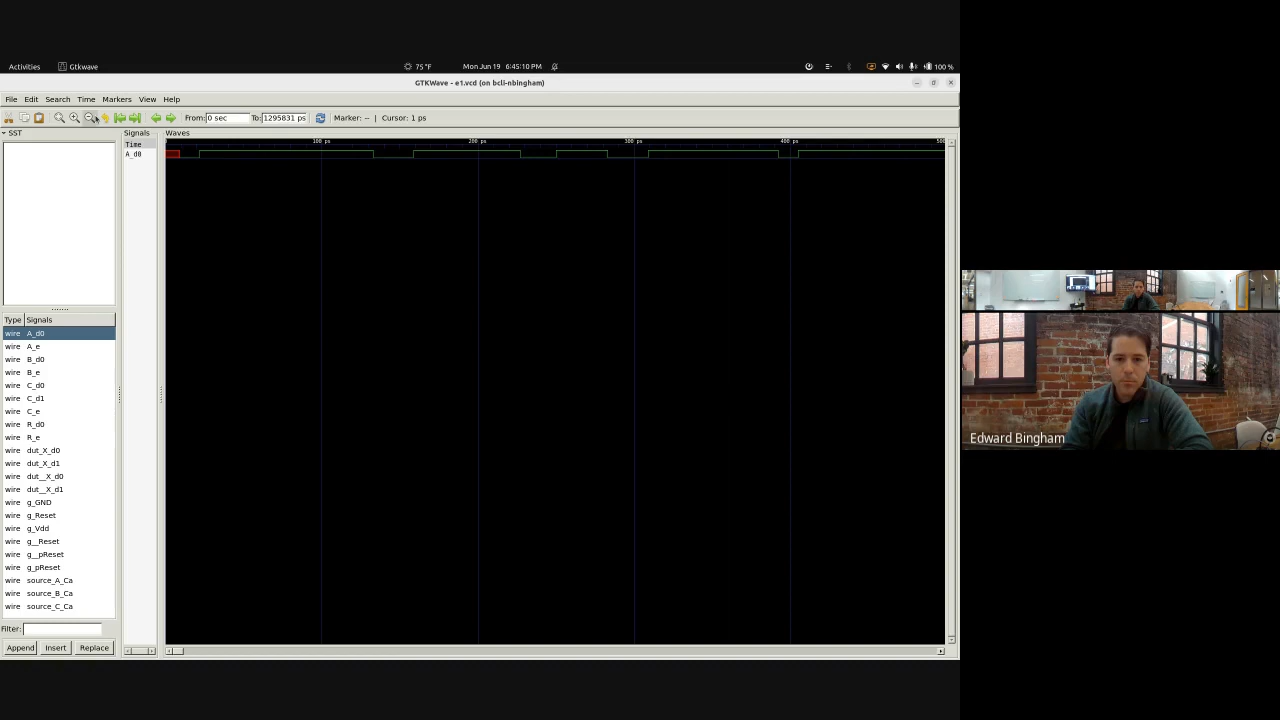 Activities Gtkwave 75 °F Mon Jun 19 6:45:10 PM 100 %
GTKWave - e1.vcd (on bcli-nbingham)
File Edit Search Time Markers View Help
From: 0 sec To: 1295831 ps Marker: -- | Cursor: 1 ps
SST Signals Waves
Time 100 ps 200 ps 300 ps 400 ps 500
A_d0
Type Signals
wire A_d0
wire A_e
wire B_d0
wire B_e
wire C_d0
wire C_d1
wire C_e
wire R_d0
wire R_e
wire dut_X_d0
wire dut_X_d1
wire dut__X_d0
wire dut__X_d1
wire g_GND
wire g_Reset
wire g_Vdd
wire g__Reset
wire g__pReset
wire g_pReset
wire source_A_Ca
wire source_B_Ca
wire source_C_Ca
Filter:
Append Insert Replace
Edward Bingham